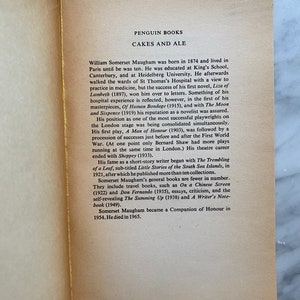 PENGUIN BOOKS
CAKES AND ALE
William Somerset Maugham was born in 1874 and lived in
Paris until he was ten. He was educated at King's School,
Canterbury, and at Heidelberg University. He afterwards
walked the wards of St Thomas's Hospital with a view to
practice in medicine, but the success of his first novel, Liza of
Lambeth (1897), won him over to letters. Something of his
hospital experience is reflected, however, in the first of his
masterpieces, Of Human Bondage (1915), and with The Moon
and Sixpence (1919) his reputation as a novelist was assured.
His position as one of the most successful playwrights on
the London stage was being consolidated simultaneously.
His first play, A Man of Honour (1903), was followed by a
procession of successes just before and after the First World
War. (At one point only Bernard Shaw had more plays
running at the same time in London.) His theatre career
ended with Sheppey (1933).
His fame as a short-story writer began with The Trembling
of a Leaf, sub-titled Little Stories of the South Sea Islands, in
1921, after which he published more than ten collections.
Somerset Maugham's general books are fewer in number.
They include travel books, such as On a Chinese Screen
(1922) and Don Fernando (1935), essays, criticism, and the
self-revealing The Summing Up (1938) and A Writer's Note-
book (1949).
Somerset Maugham became a Companion of Honour in
1954. He died in 1965.